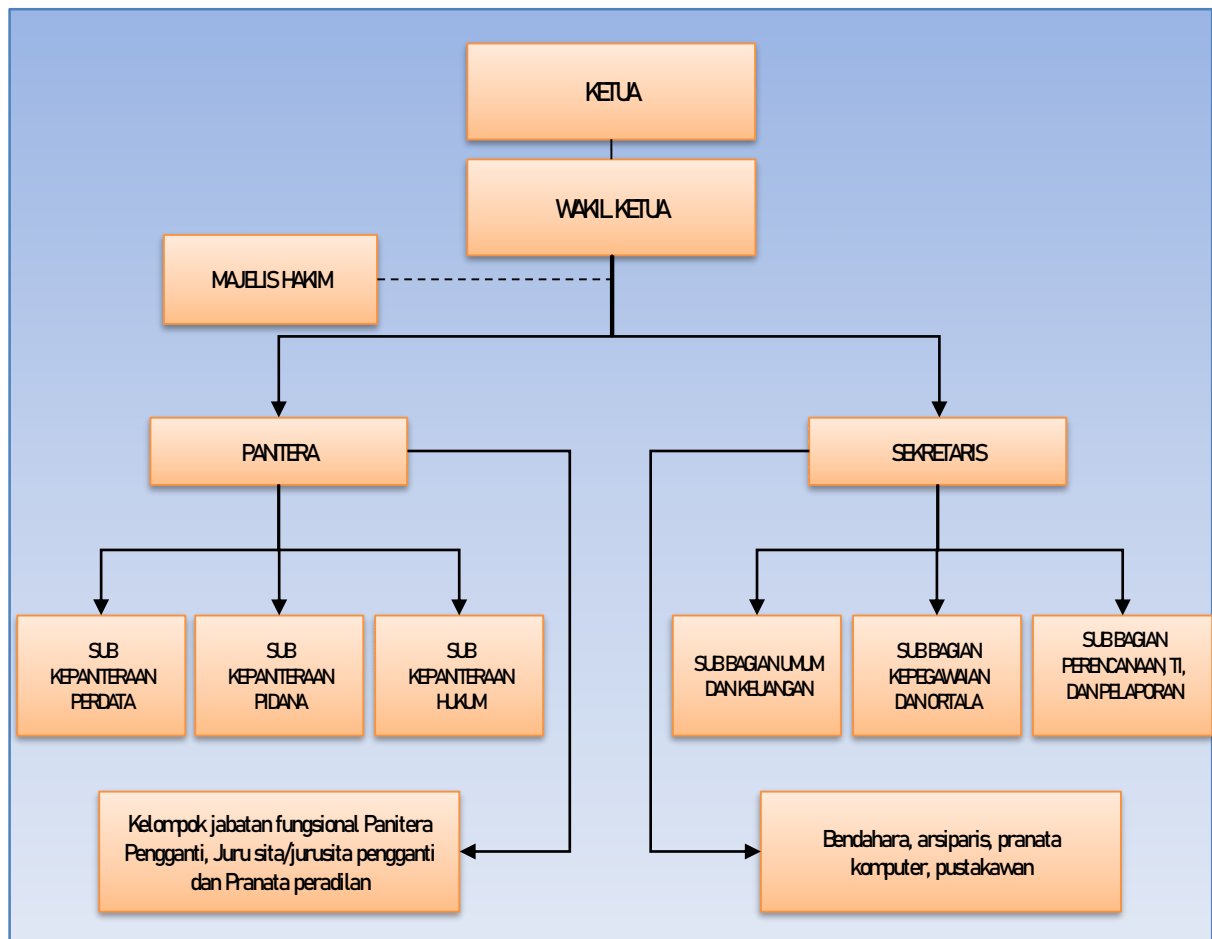 KETUA
WAKIL KETUA
MAJELIS HAKIM
PANITERA
SEKRETARIS
SUB
KEPANTERAAN
PERDATA
SUB
KEPANTERAAN
PIDANA
SUB
KEPANTERAAN
HUKUM
SUB BAGIAN UMUM
DAN KEUANGAN
SUB BAGIAN
KEPEGAWAIAN
DAN ORTALA
SUB BAGIAN
PERENCANAAN, TI,
DAN PELAPORAN
Kelompok jabatan fungsional Panitera
Pengganti, Juru sita/jurusita pengganti
dan Pranata peradilan
Bendahara, arsiparis, pranata
komputer, pustakawan